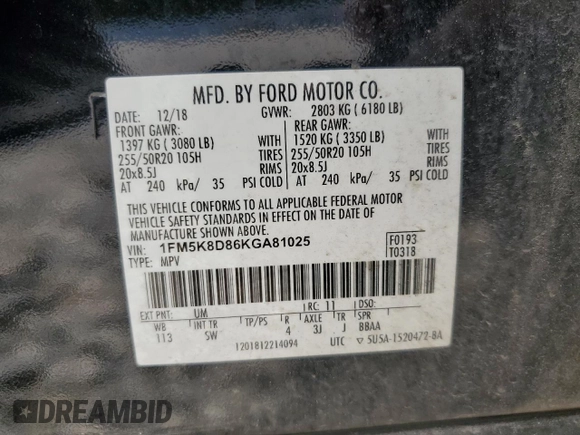 MFD. BY FORD MOTOR CO.
DATE: 12/18 GVWR: 2803 KG ( 6180 LB)
FRONT GAWR: REAR GAWR:
1397 KG ( 3080 LB) WITH 1520 KG ( 3350 LB) WITH
255/50R20 105H TIRES 255/50R20 105H TIRES
20x8.5J RIMS 20x8.5J RIMS
AT 240 kPa/ 35 PSI COLD AT 240 kPa/ 35 PSI COLD
THIS VEHICLE CONFORMS TO ALL APPLICABLE FEDERAL MOTOR
VEHICLE SAFETY STANDARDS IN EFFECT ON THE DATE OF
MANUFACTURE SHOWN ABOVE.
VIN: 1FM5K8D86KGA81025 F0193
TYPE: MPV T0318
EXT PNT: UM RC: 11 DSO:
WB INT TR TP/PS R AXLE TR SPR
113 SW 4 3J J BBAA
1201812214094 UTC ▽ 5U5A-1520472-BA
DREAMBID